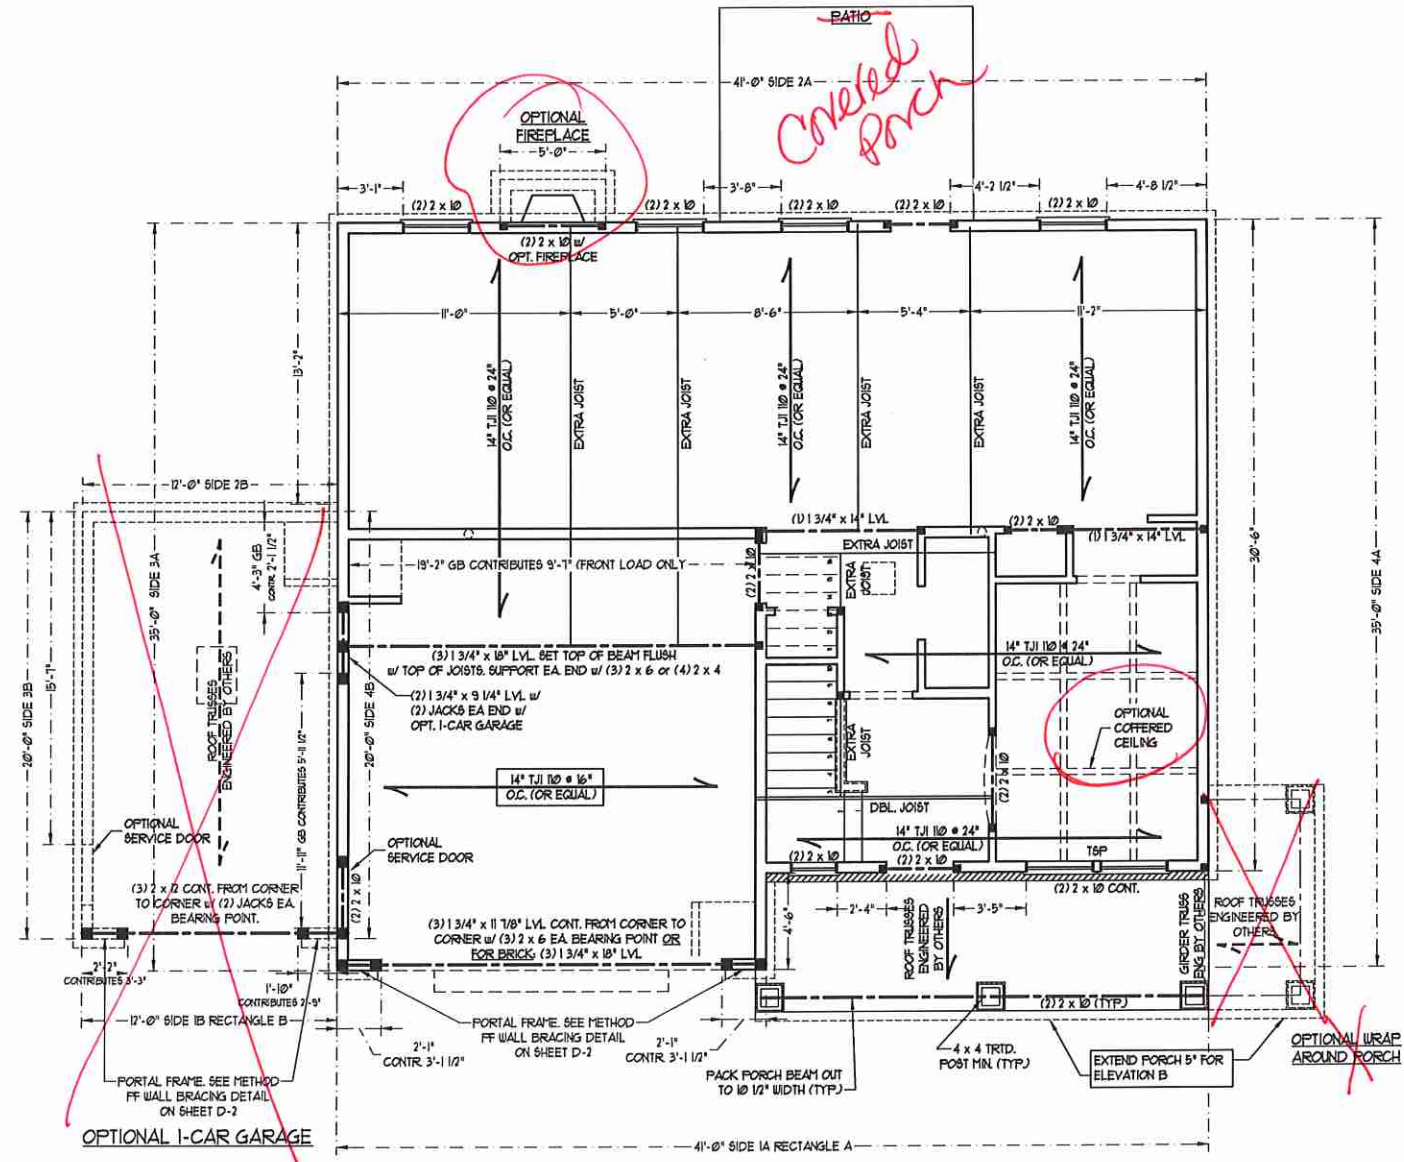 PATIO
Covered
Porch
41'-0" SIDE 2A
OPTIONAL
FIREPLACE
5'-0"
3'-1"
3'-8"
4'-2 1/2"
4'-8 1/2"
(2) 2 x 10
(2) 2 x 10
(2) 2 x 10
(2) 2 x 10
(2) 2 x 10
(2) 2 x 10 w/
OPT. FIREPLACE
11'-0"
5'-0"
8'-6"
5'-4"
11'-2"
13'-2"
14" TJI 110 @ 24"
O.C. (OR EQUAL)
EXTRA JOIST
EXTRA JOIST
14" TJI 110 @ 24"
O.C. (OR EQUAL)
EXTRA JOIST
EXTRA JOIST
14" TJI 110 @ 24"
O.C. (OR EQUAL)
12'-0" SIDE 2B
35'-0" SIDE 3A
30'-6"
35'-0" SIDE 4A
(1) 1 3/4" x 14" LVL
(2) 2 x 10
(1) 1 3/4" x 14" LVL
EXTRA JOIST
4'-3" GB
CONTR. 2'-1 1/2"
19'-2" GB CONTRIBUTES 9'-7" (FRONT LOAD ONLY
(2) 2 x 10
EXTRA
JOIST
20'-0" SIDE 3B
15'-7"
ROOF TRUSSES
ENGINEERED BY OTHERS
11'-11" GB CONTRIBUTES 5'-11 1/2"
20'-0" SIDE 4B
(3) 1 3/4" x 18" LVL. SET TOP OF BEAM FLUSH
w/ TOP OF JOISTS. SUPPORT EA. END w/ (3) 2 x 6 or (4) 2 x 4
14" TJI 110 @ 24"
O.C. (OR EQUAL)
(2) 1 3/4" x 9 1/4" LVL w/
(2) JACKS EA END w/
OPT. 1-CAR GARAGE
EXTRA
JOIST
OPTIONAL
COFFERED
CEILING
14" TJI 110 @ 16"
O.C. (OR EQUAL)
(2) 2 x 10
DBL. JOIST
14" TJI 110 @ 24"
O.C. (OR EQUAL)
OPTIONAL
SERVICE DOOR
OPTIONAL
SERVICE DOOR
(2) 2 x 10
(2) 2 x 10
TSP
(2) 2 x 10 CONT.
(3) 2 x 12 CONT. FROM CORNER
TO CORNER w/ (2) JACKS EA.
BEARING POINT.
(2) 2 x 10
4'-6"
2'-4"
3'-5"
(3) 1 3/4" x 11 7/8" LVL CONT. FROM CORNER TO
CORNER w/ (3) 2 x 6 EA. BEARING POINT OR
FOR BRICK: (3) 1 3/4" x 18" LVL
ROOF TRUSSES
ENGINEERED
BY OTHERS
GIRDER TRUSS
ENG. BY OTHERS
ROOF TRUSSES
ENGINEERED BY
OTHERS
2'-2"
CONTRIBUTES 3'-3"
1'-10"
CONTRIBUTES 2'-9"
(2) 2 x 10 (TYP.)
12'-0" SIDE 1B RECTANGLE B
2'-1"
CONTR. 3'-1 1/2"
PORTAL FRAME. SEE METHOD
PF WALL BRACING DETAIL
ON SHEET D-2
2'-1"
CONTR. 3'-1 1/2"
4 x 4 TRTD.
POST MIN. (TYP.)
EXTEND PORCH 5" FOR
ELEVATION B
OPTIONAL WRAP
AROUND PORCH
PACK PORCH BEAM OUT
TO 10 1/2" WIDTH (TYP.)
PORTAL FRAME. SEE METHOD
PF WALL BRACING DETAIL
ON SHEET D-2
OPTIONAL 1-CAR GARAGE
41'-0" SIDE 1A RECTANGLE A